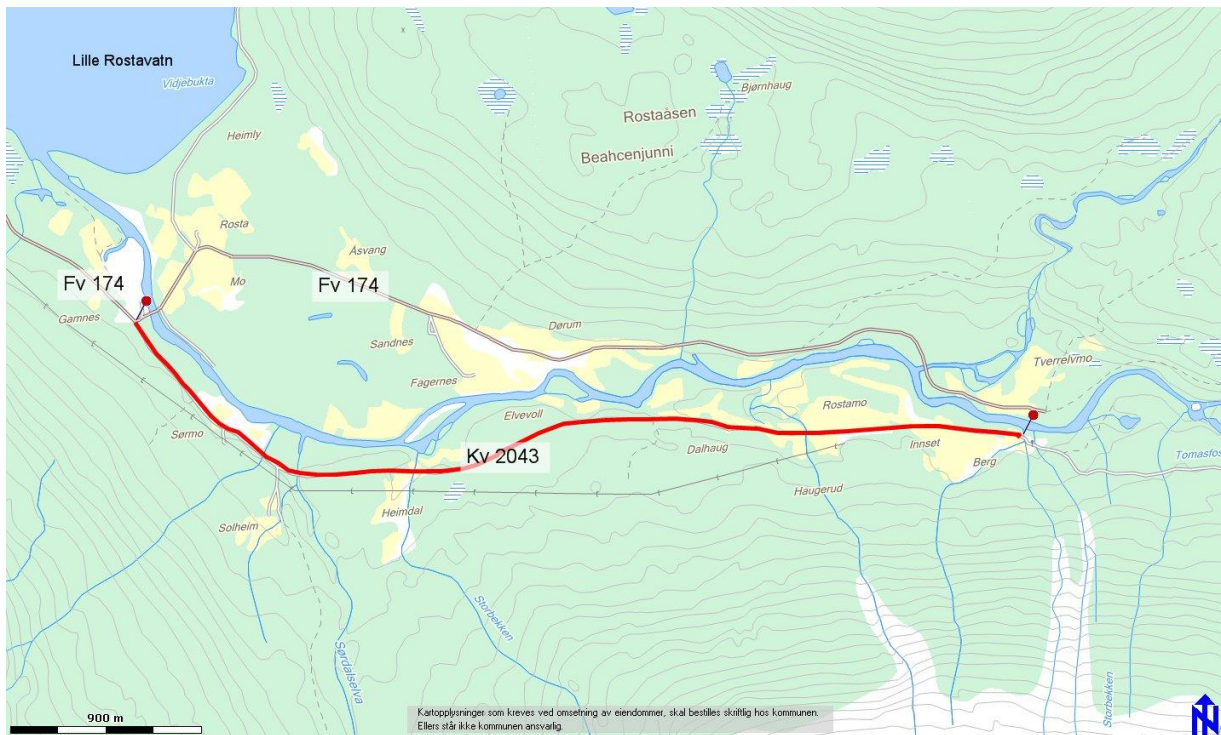 Lille Rostavatn
Vidjebukta
Bjørnhaug
Rostaåsen
Heimly
Beahcenjunni
Rosta
Åsvang
Fv 174
Fv 174
Mo
Gamnes
Dørum
Sandnes
Tverrelvmo
Fagernes
Elvevoll
Rostamo
Sørmo
Kv 2043
Dalhaug
Innset
Berg
Tomasfos
Haugerud
Heimdal
Solheim
Storbekken
Sørdalselva
Storbekken
900 m
Kartopplysninger som kreves ved omsetning av eiendommer, skal bestilles skriftlig hos kommunen.
Ellers står ikke kommunen ansvarlig.
N